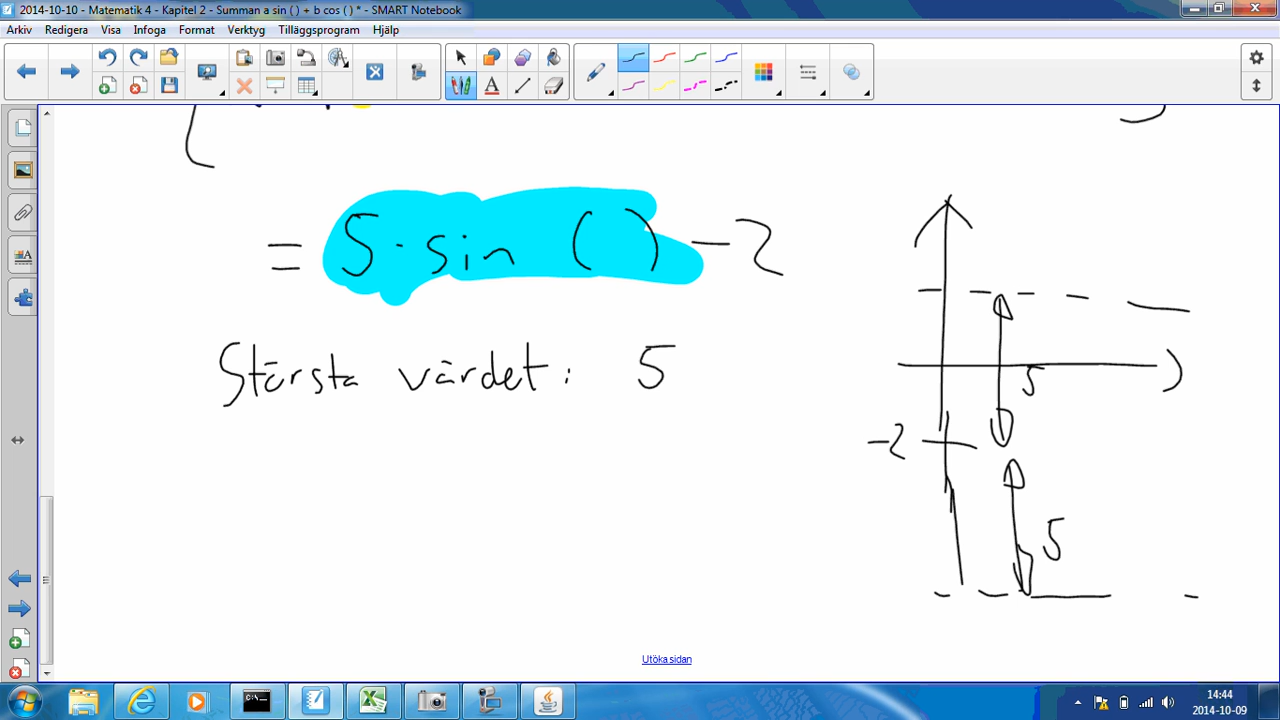 2014-10-10 - Matematik 4 - Kapitel 2 - Summan a sin ( ) + b cos ( ) * - SMART Notebook
Arkiv Redigera Visa Infoga Format Verktyg Tilläggsprogram Hjälp
= 5·sin ( ) -2
Största värdet: 5
5
-2
5
Utöka sidan
14:44
2014-10-09